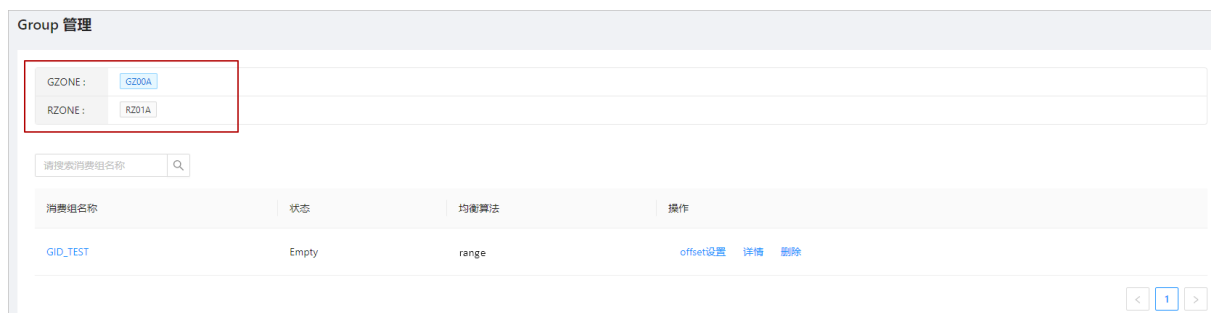 Group 管理
GZONE : GZ00A
RZONE : RZ01A
请搜索消费组名称
消费组名称 状态 均衡算法 操作
GID_TEST Empty range offset设置 详情 删除
< 1 >